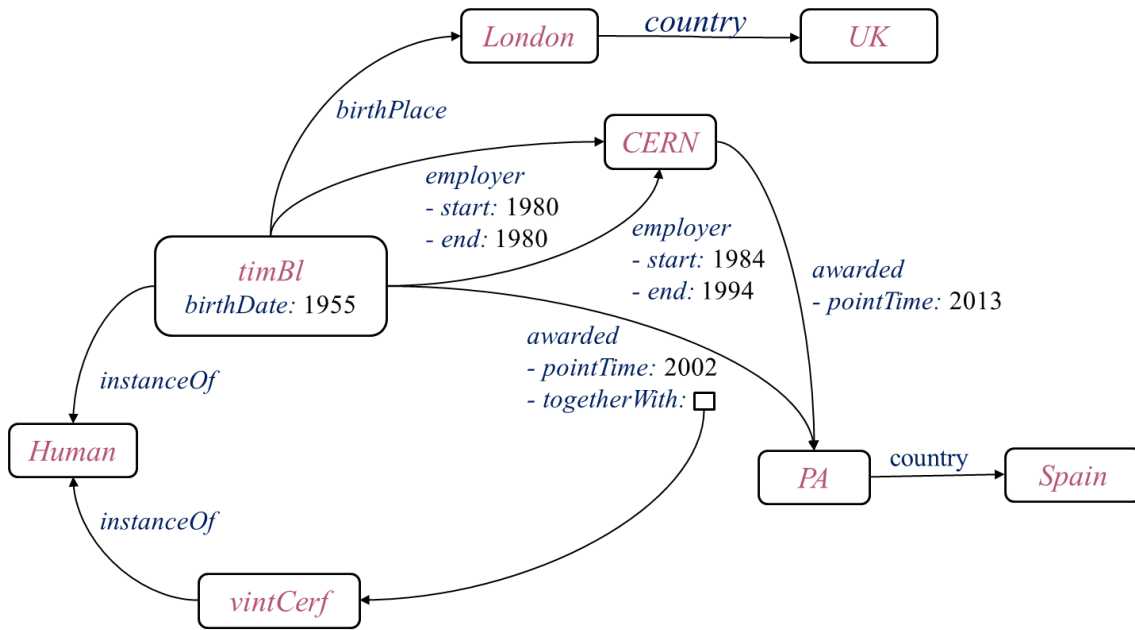 London
country
UK
birthPlace
CERN
employer
- start: 1980
- end: 1980
employer
- start: 1984
- end: 1994
timBl
birthDate: 1955
awarded
- pointTime: 2013
awarded
- pointTime: 2002
- togetherWith:
instanceOf
Human
PA
country
Spain
instanceOf
vintCerf